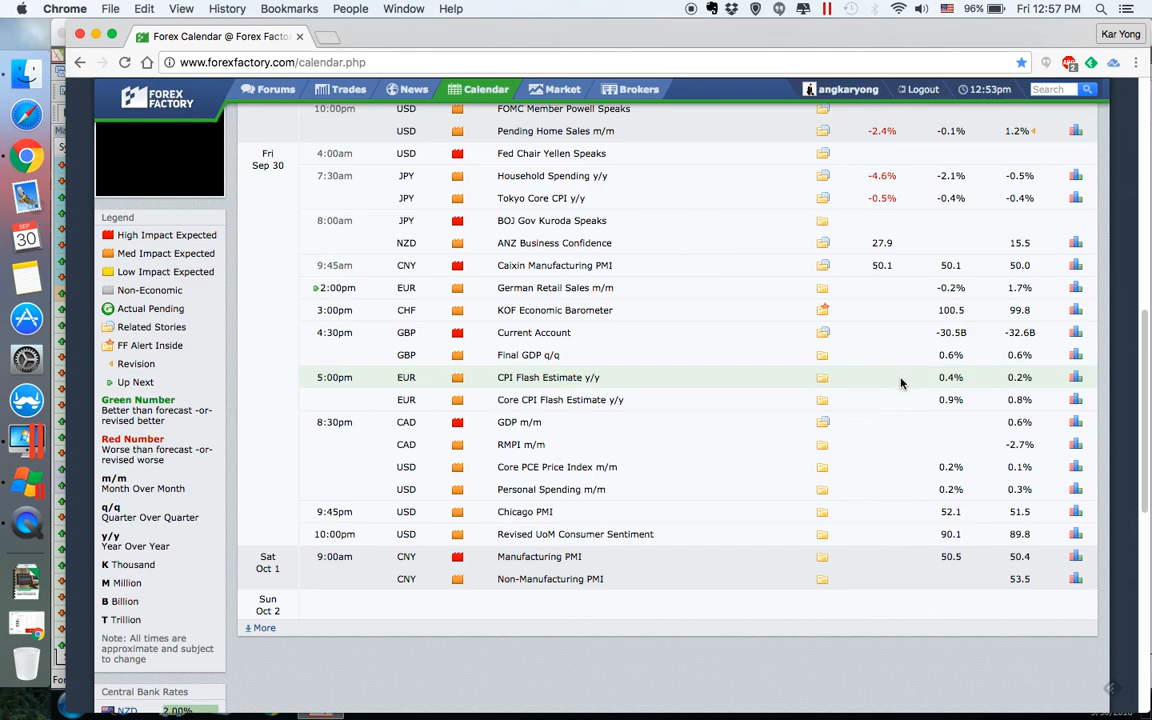 Chrome File Edit View History Bookmarks People Window Help 96% Fri 12:57 PM
Forex Calendar @ Forex Factor Kar Yong
www.forexfactory.com/calendar.php
FOREX FACTORY Forums Trades News Calendar Market Brokers angkaryong Logout 12:53pm Search
10:00pm USD FOMC Member Powell Speaks
USD Pending Home Sales m/m -2.4% -0.1% 1.2%
Fri Sep 30 4:00am USD Fed Chair Yellen Speaks
7:30am JPY Household Spending y/y -4.6% -2.1% -0.5%
JPY Tokyo Core CPI y/y -0.5% -0.4% -0.4%
8:00am JPY BOJ Gov Kuroda Speaks
NZD ANZ Business Confidence 27.9 15.5
9:45am CNY Caixin Manufacturing PMI 50.1 50.1 50.0
2:00pm EUR German Retail Sales m/m -0.2% 1.7%
3:00pm CHF KOF Economic Barometer 100.5 99.8
4:30pm GBP Current Account -30.5B -32.6B
GBP Final GDP q/q 0.6% 0.6%
5:00pm EUR CPI Flash Estimate y/y 0.4% 0.2%
EUR Core CPI Flash Estimate y/y 0.9% 0.8%
8:30pm CAD GDP m/m 0.6%
CAD RMPI m/m -2.7%
USD Core PCE Price Index m/m 0.2% 0.1%
USD Personal Spending m/m 0.2% 0.3%
9:45pm USD Chicago PMI 52.1 51.5
10:00pm USD Revised UoM Consumer Sentiment 90.1 89.8
Sat Oct 1 9:00am CNY Manufacturing PMI 50.5 50.4
CNY Non-Manufacturing PMI 53.5
Sun Oct 2
More
Legend
High Impact Expected
Med Impact Expected
Low Impact Expected
Non-Economic
Actual Pending
Related Stories
FF Alert Inside
Revision
Up Next
Green Number
Better than forecast -or-
revised better
Red Number
Worse than forecast -or-
revised worse
m/m
Month Over Month
q/q
Quarter Over Quarter
y/y
Year Over Year
K Thousand
M Million
B Billion
T Trillion
Note: All times are
approximate and subject
to change
Central Bank Rates
NZD 2.00%
SEP
30
2